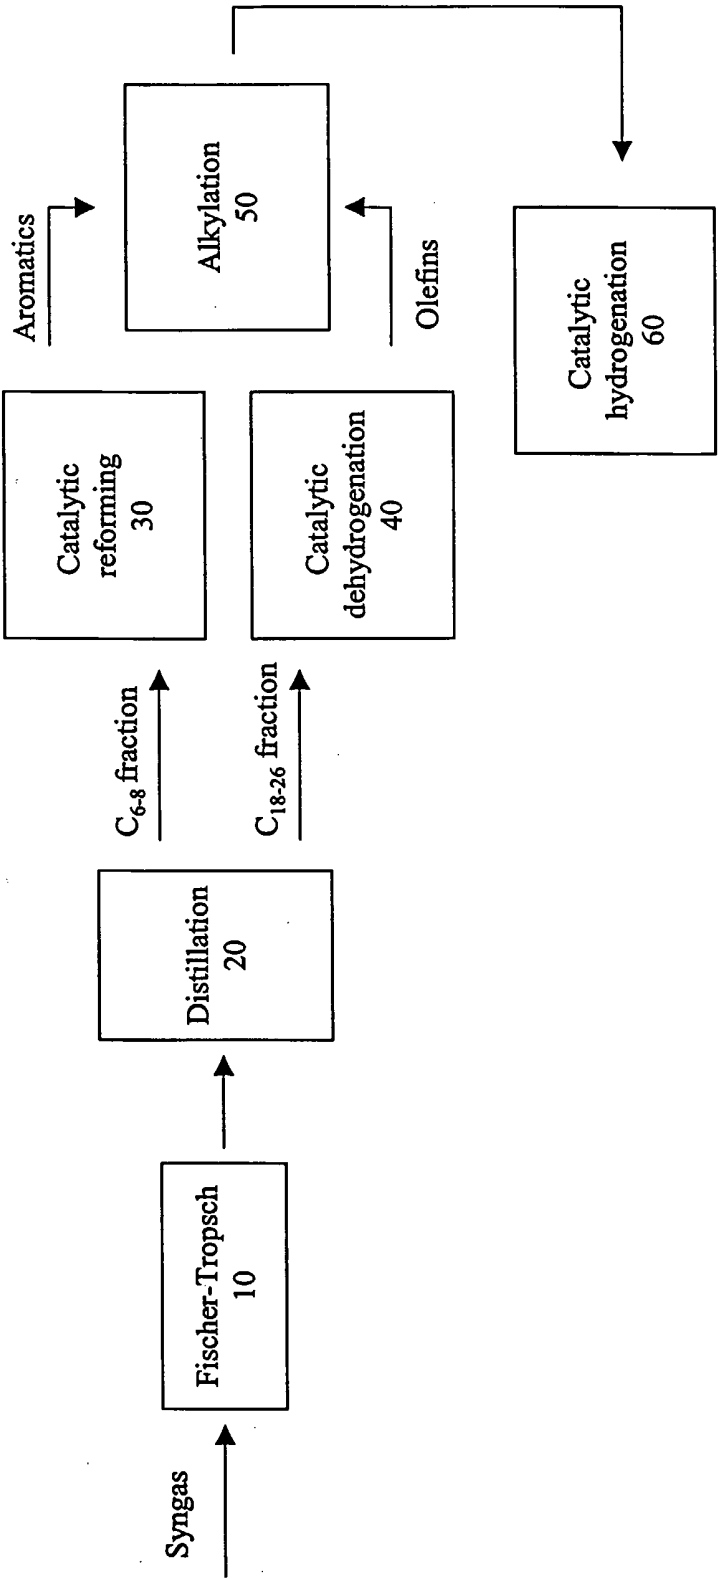 Syngas
Fischer-Tropsch
10
Distillation
20
C6-8 fraction
C18-26 fraction
Catalytic
reforming
30
Catalytic
dehydrogenation
40
Aromatics
Olefins
Alkylation
50
Catalytic
hydrogenation
60